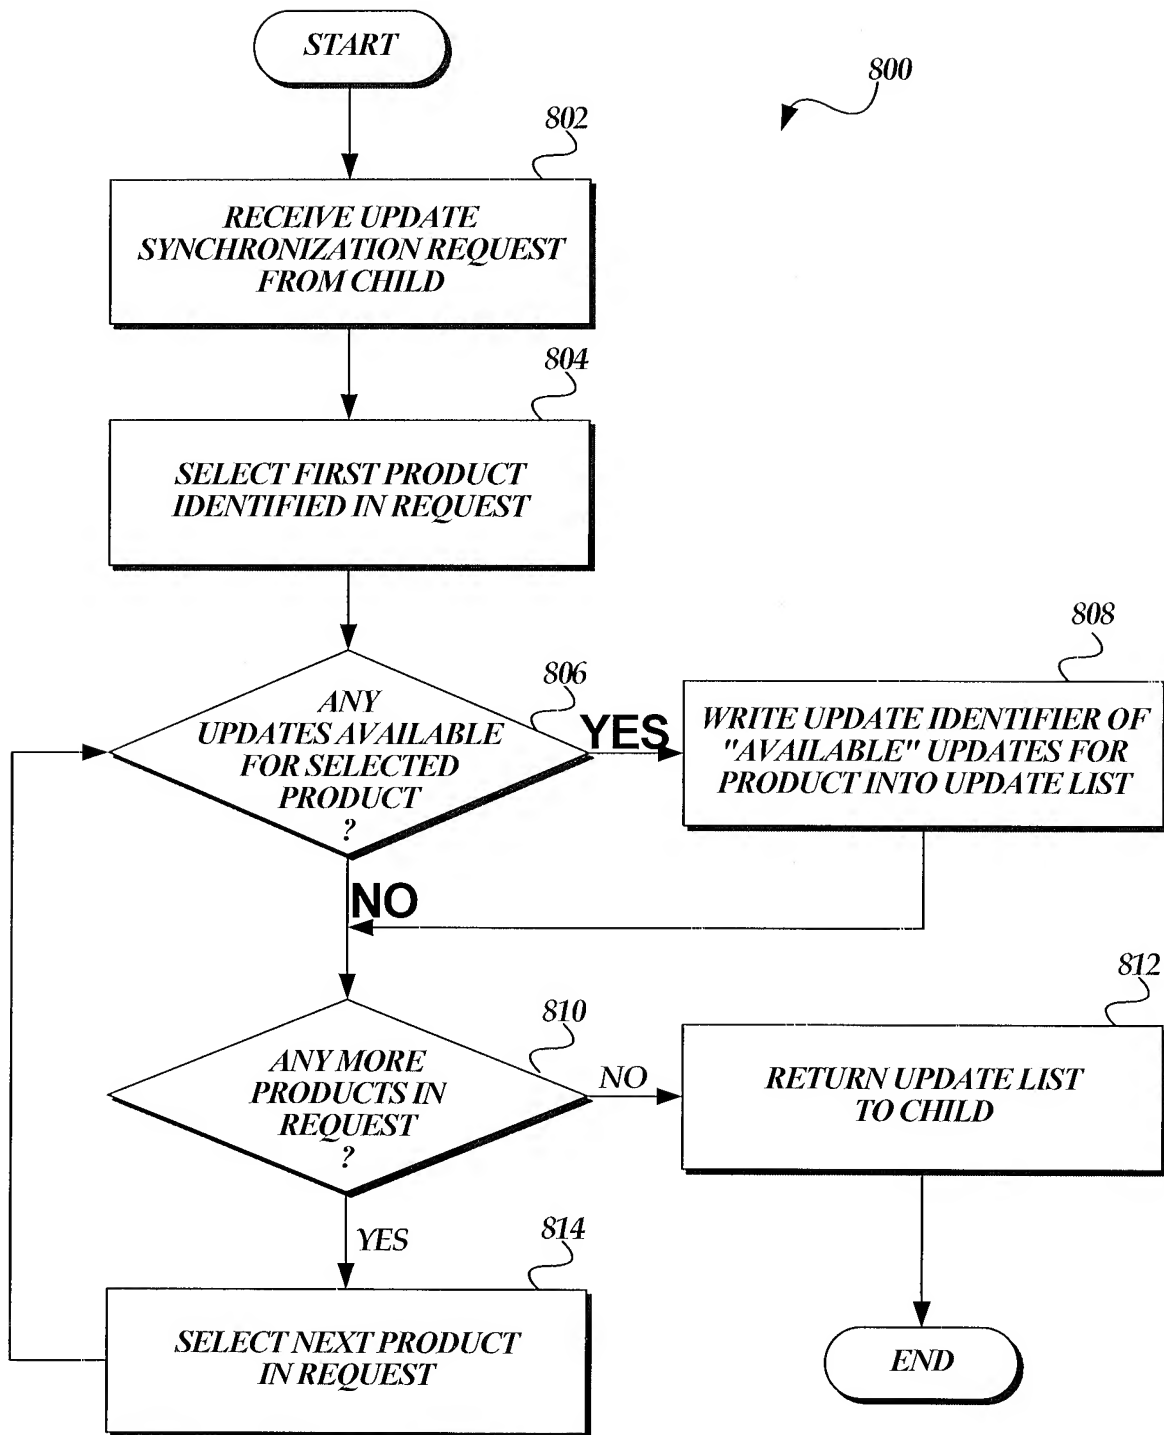 START
800
802
RECEIVE UPDATE
SYNCHRONIZATION REQUEST
FROM CHILD
804
SELECT FIRST PRODUCT
IDENTIFIED IN REQUEST
806
ANY
UPDATES AVAILABLE
FOR SELECTED
PRODUCT
?
YES
808
WRITE UPDATE IDENTIFIER OF
"AVAILABLE" UPDATES FOR
PRODUCT INTO UPDATE LIST
NO
810
ANY MORE
PRODUCTS IN
REQUEST
?
NO
812
RETURN UPDATE LIST
TO CHILD
YES
814
SELECT NEXT PRODUCT
IN REQUEST
END